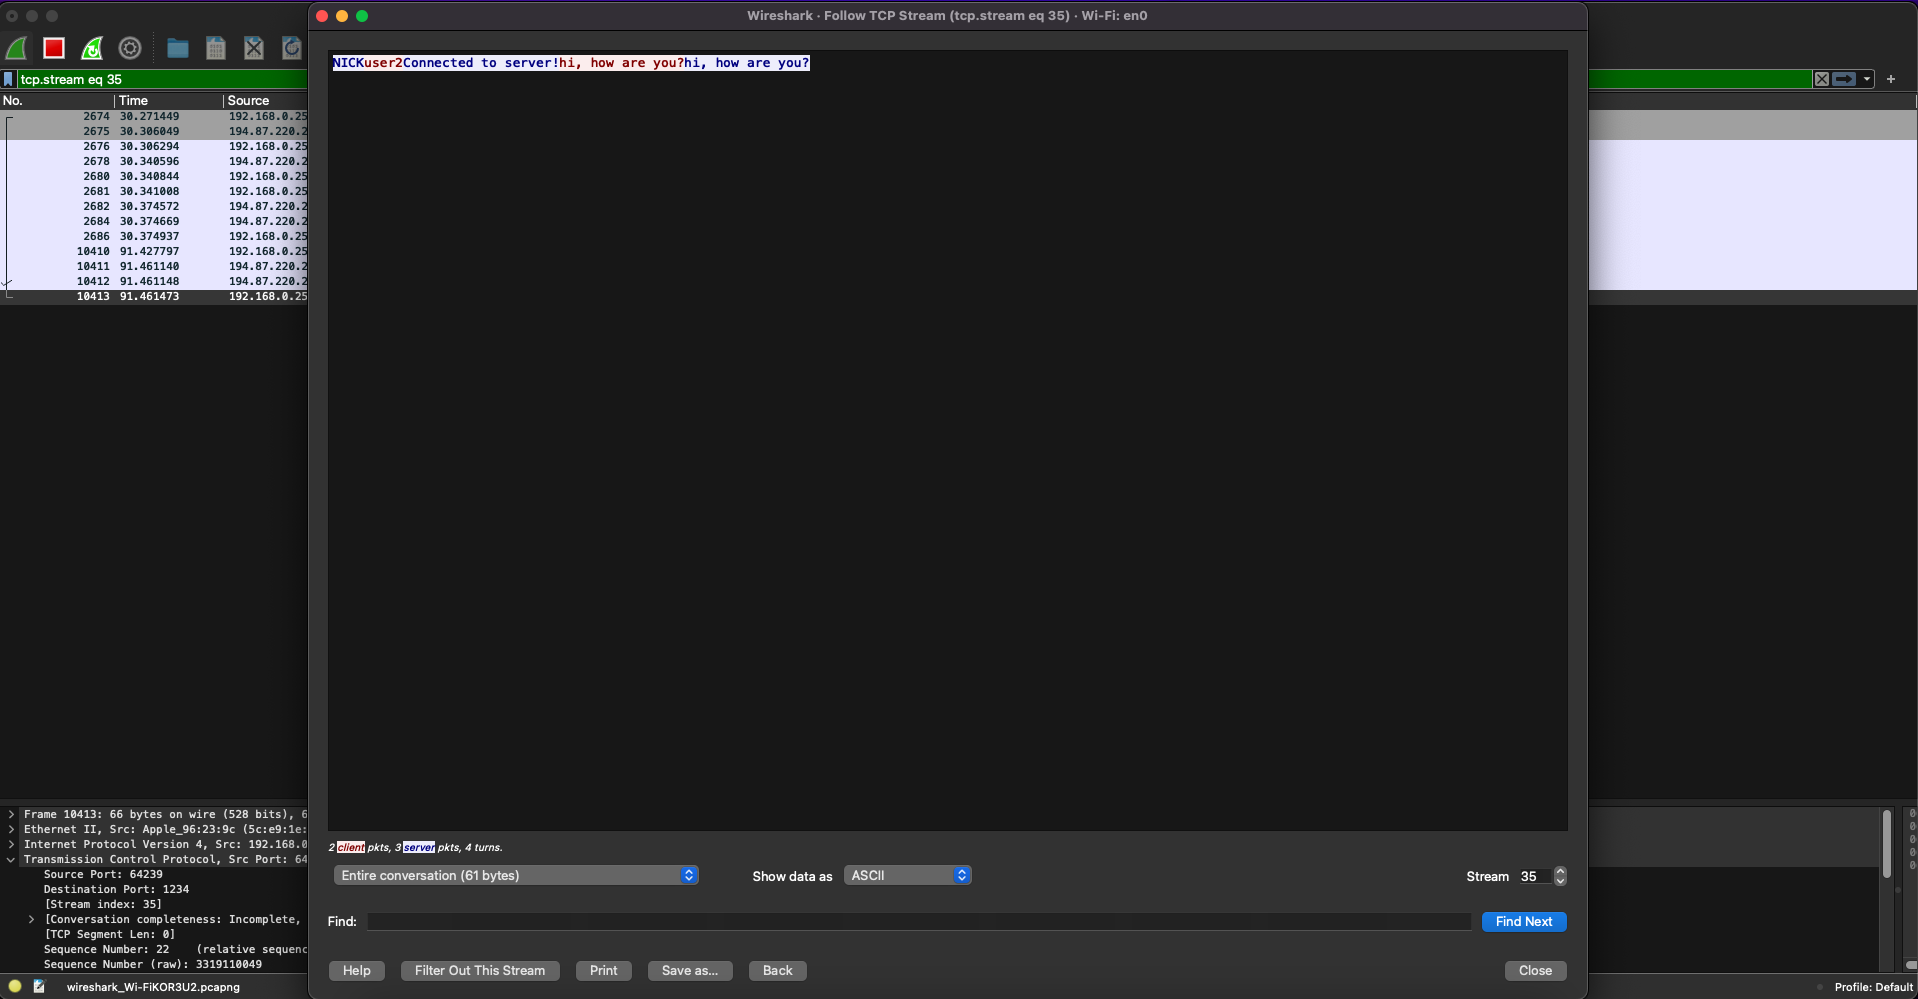 Wireshark · Follow TCP Stream (tcp.stream eq 35) · Wi-Fi: en0
tcp.stream eq 35
No. Time Source
2674 30.271449 192.168.0.25
2675 30.306049 194.87.220.2
2676 30.306294 192.168.0.25
2678 30.340596 194.87.220.2
2680 30.340844 192.168.0.25
2681 30.341008 192.168.0.25
2682 30.374572 194.87.220.2
2684 30.374669 194.87.220.2
2686 30.374937 192.168.0.25
10410 91.427797 192.168.0.25
10411 91.461140 194.87.220.2
10412 91.461148 194.87.220.2
10413 91.461473 192.168.0.25
NICKuser2Connected to server!hi, how are you?hi, how are you?
Frame 10413: 66 bytes on wire (528 bits), 6
Ethernet II, Src: Apple_96:23:9c (5c:e9:1e:
Internet Protocol Version 4, Src: 192.168.0
Transmission Control Protocol, Src Port: 64
Source Port: 64239
Destination Port: 1234
[Stream index: 35]
[Conversation completeness: Incomplete,
[TCP Segment Len: 0]
Sequence Number: 22 (relative sequenc
Sequence Number (raw): 3319110049
2 client pkts, 3 server pkts, 4 turns.
Entire conversation (61 bytes) Show data as ASCII Stream 35
Find: Find Next
Help Filter Out This Stream Print Save as... Back Close
wireshark_Wi-FiKOR3U2.pcapng Profile: Default